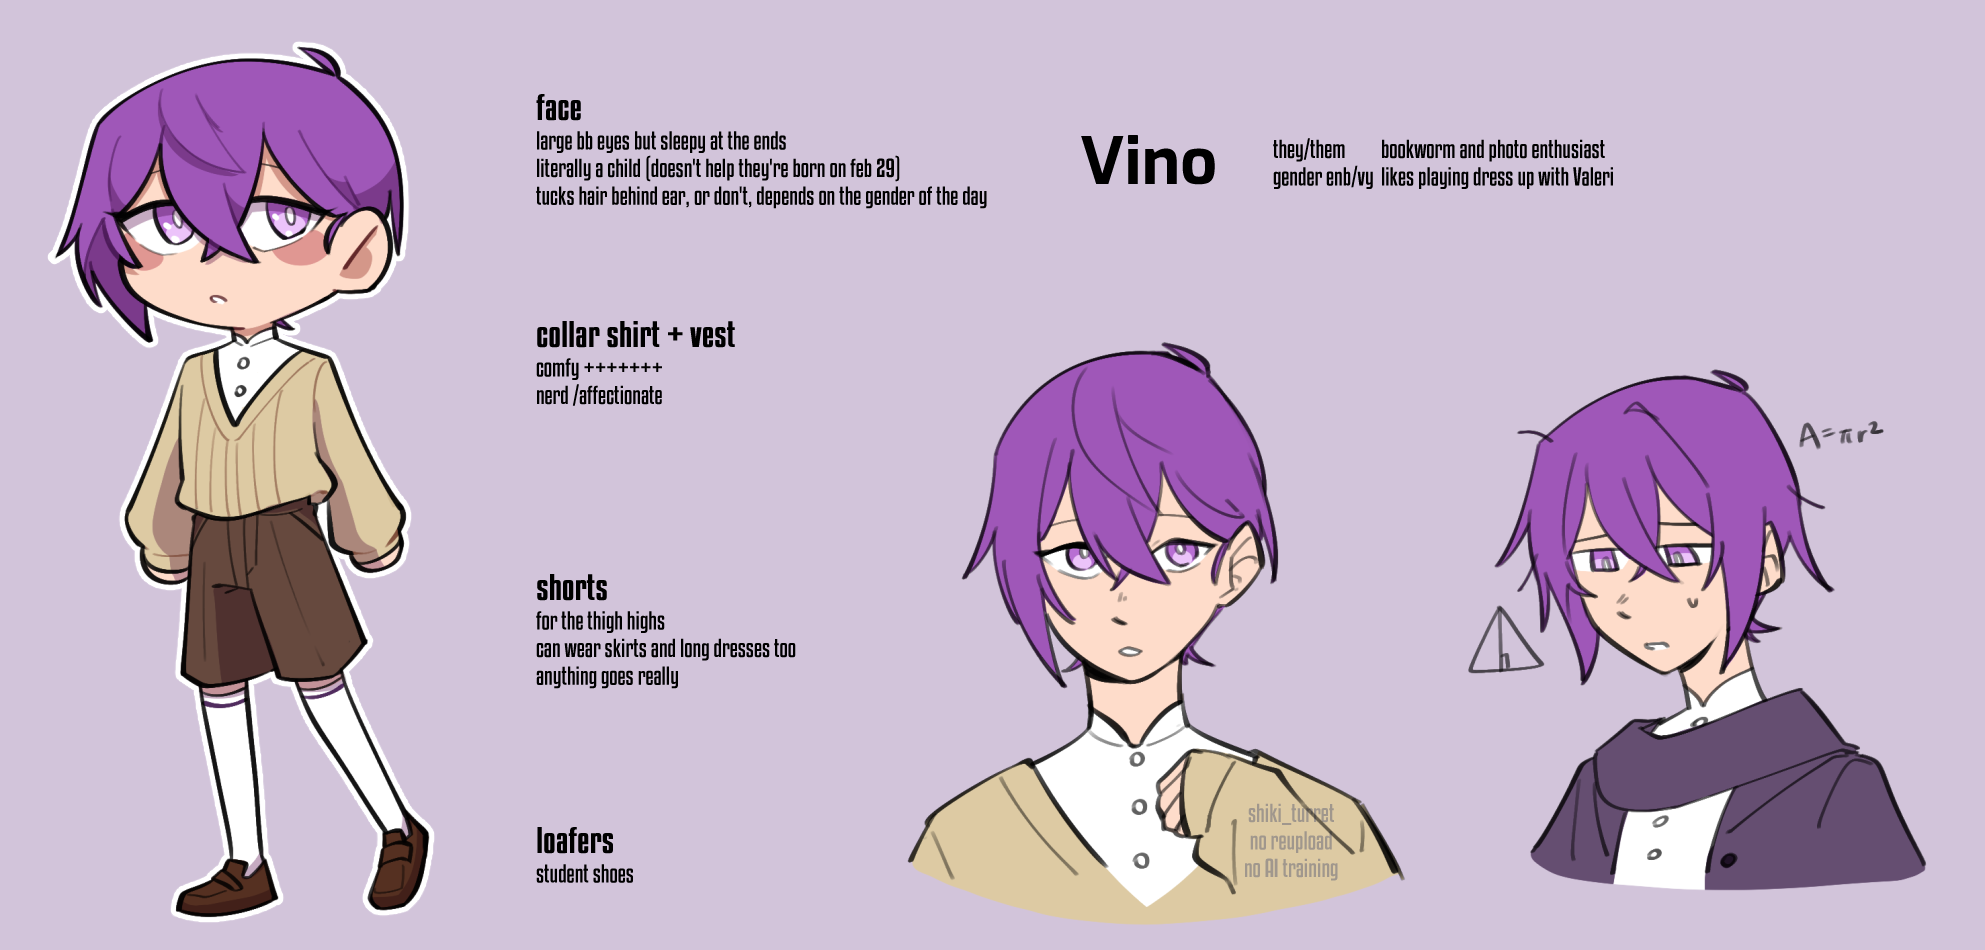 face
large bb eyes but sleepy at the ends
literally a child (doesn't help they're born on feb 29)
tucks hair behind ear, or don't, depends on the gender of the day
collar shirt + vest
comfy +++++++
nerd /affectionate
shorts
for the thigh highs
can wear skirts and long dresses too
anything goes really
loafers
student shoes
Vino
they/them
gender enb/vy
bookworm and photo enthusiast
likes playing dress up with Valeri
A=πr²
shiki_turret
no reupload
no AI training